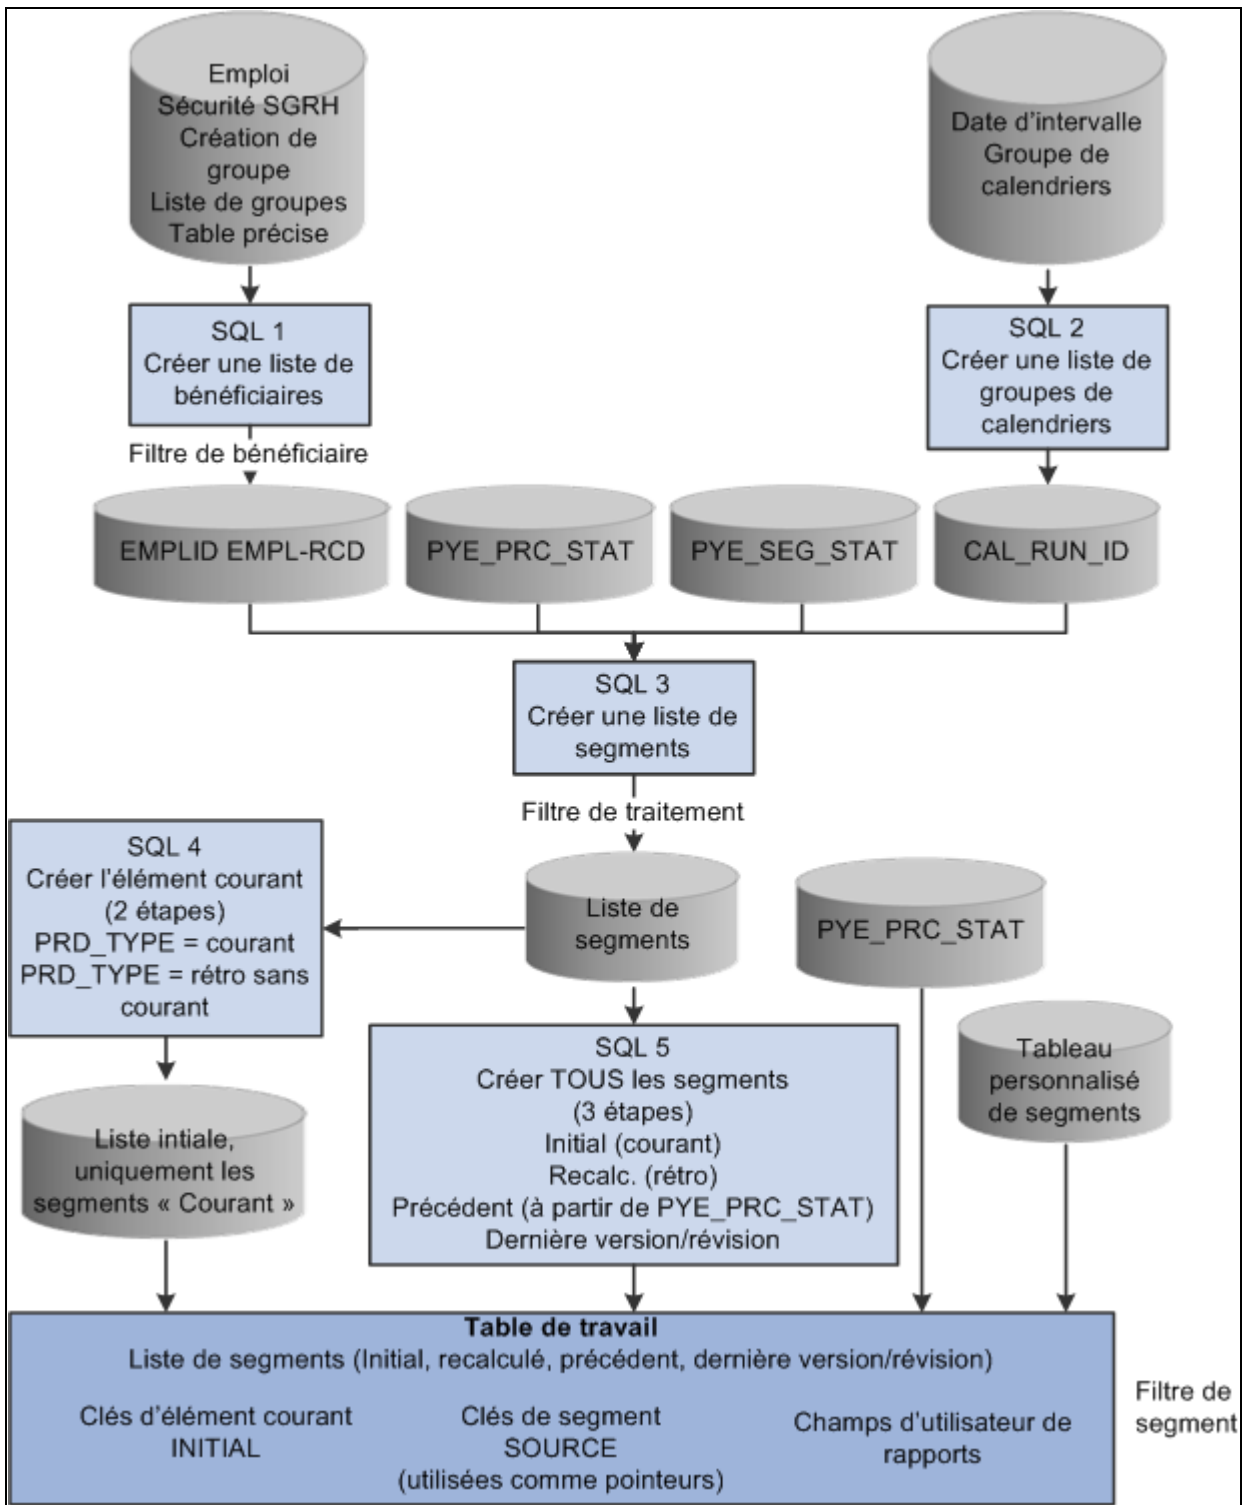 Emploi
Sécurité SGRH
Création de
groupe
Liste de groupes
Table précise
Date d'intervalle
Groupe de
calendriers
SQL 1
Créer une liste de
bénéficiaires
SQL 2
Créer une liste de
groupes de
calendriers
Filtre de bénéficiaire
EMPLID EMPL-RCD
PYE_PRC_STAT
PYE_SEG_STAT
CAL_RUN_ID
SQL 3
Créer une liste de
segments
Filtre de traitement
SQL 4
Créer l'élément courant
(2 étapes)
PRD_TYPE = courant
PRD_TYPE = rétro sans
courant
Liste de
segments
PYE_PRC_STAT
SQL 5
Créer TOUS les segments
(3 étapes)
Initial (courant)
Recalc. (rétro)
Précédent (à partir de PYE_PRC_STAT)
Dernière version/révision
Tableau
personnalisé
de segments
Liste intiale,
uniquement les
segments « Courant »
Table de travail
Liste de segments (Initial, recalculé, précédent, dernière version/révision)
Clés d'élément courant
INITIAL
Clés de segment
SOURCE
(utilisées comme pointeurs)
Champs d'utilisateur de
rapports
Filtre de
segment